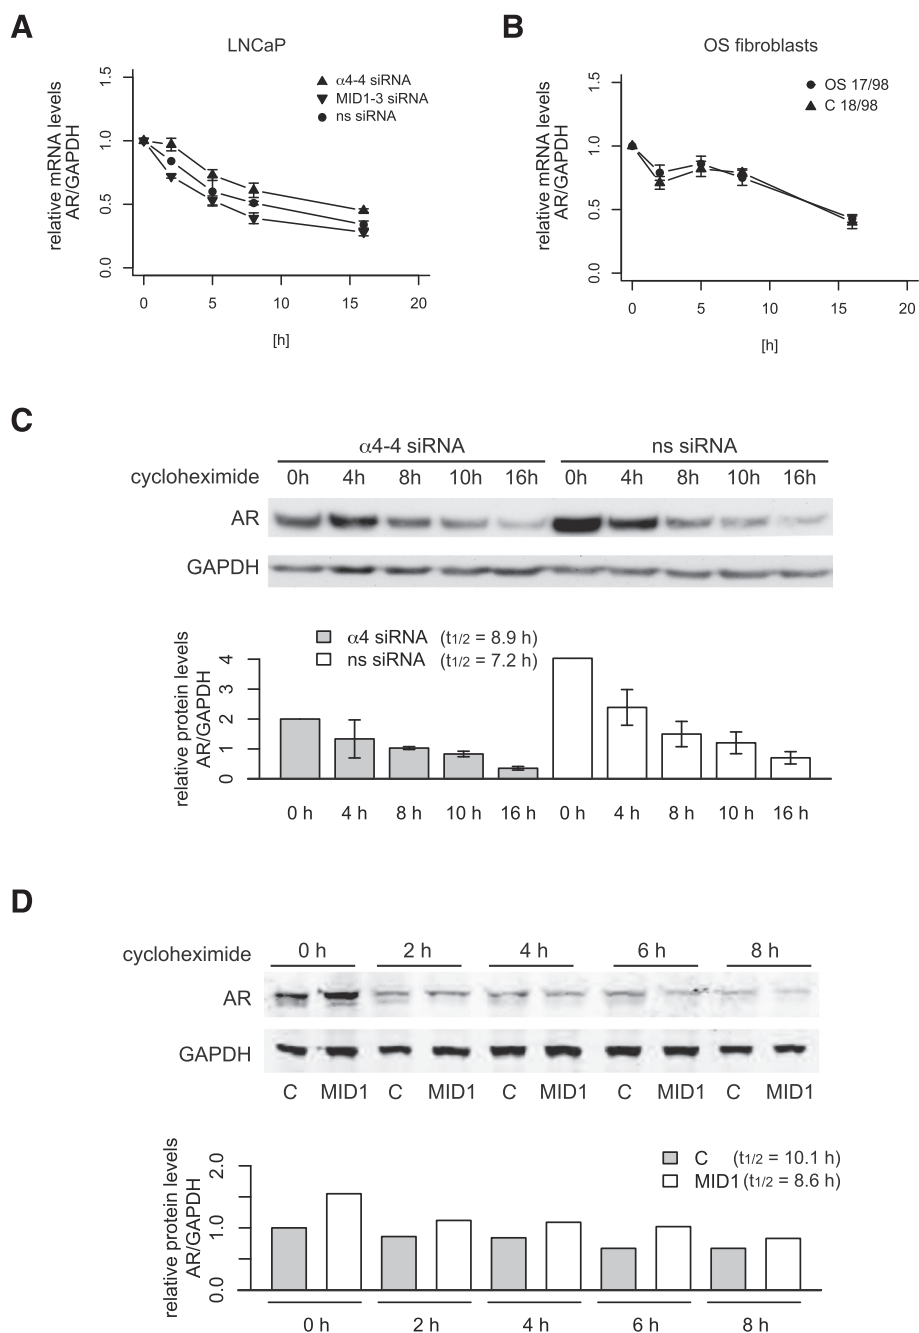 A
LNCaP
α4-4 siRNA
MID1-3 siRNA
ns siRNA
relative mRNA levels
AR/GAPDH
1.5
1.0
0.5
0.0
0 5 10 15 20
[h]
B
OS fibroblasts
OS 17/98
C 18/98
relative mRNA levels
AR/GAPDH
1.5
1.0
0.5
0.0
0 5 10 15 20
[h]
C
α4-4 siRNA ns siRNA
cycloheximide 0h 4h 8h 10h 16h 0h 4h 8h 10h 16h
AR
GAPDH
α4 siRNA (t1/2 = 8.9 h)
ns siRNA (t1/2 = 7.2 h)
relative protein levels
AR/GAPDH
4
3
2
1
0
0 h 4 h 8 h 10 h 16 h 0 h 4 h 8 h 10 h 16 h
D
cycloheximide 0 h 2 h 4 h 6 h 8 h
AR
GAPDH
C MID1 C MID1 C MID1 C MID1 C MID1
C (t1/2 = 10.1 h)
MID1 (t1/2 = 8.6 h)
relative protein levels
AR/GAPDH
2.0
1.0
0.0
0 h 2 h 4 h 6 h 8 h